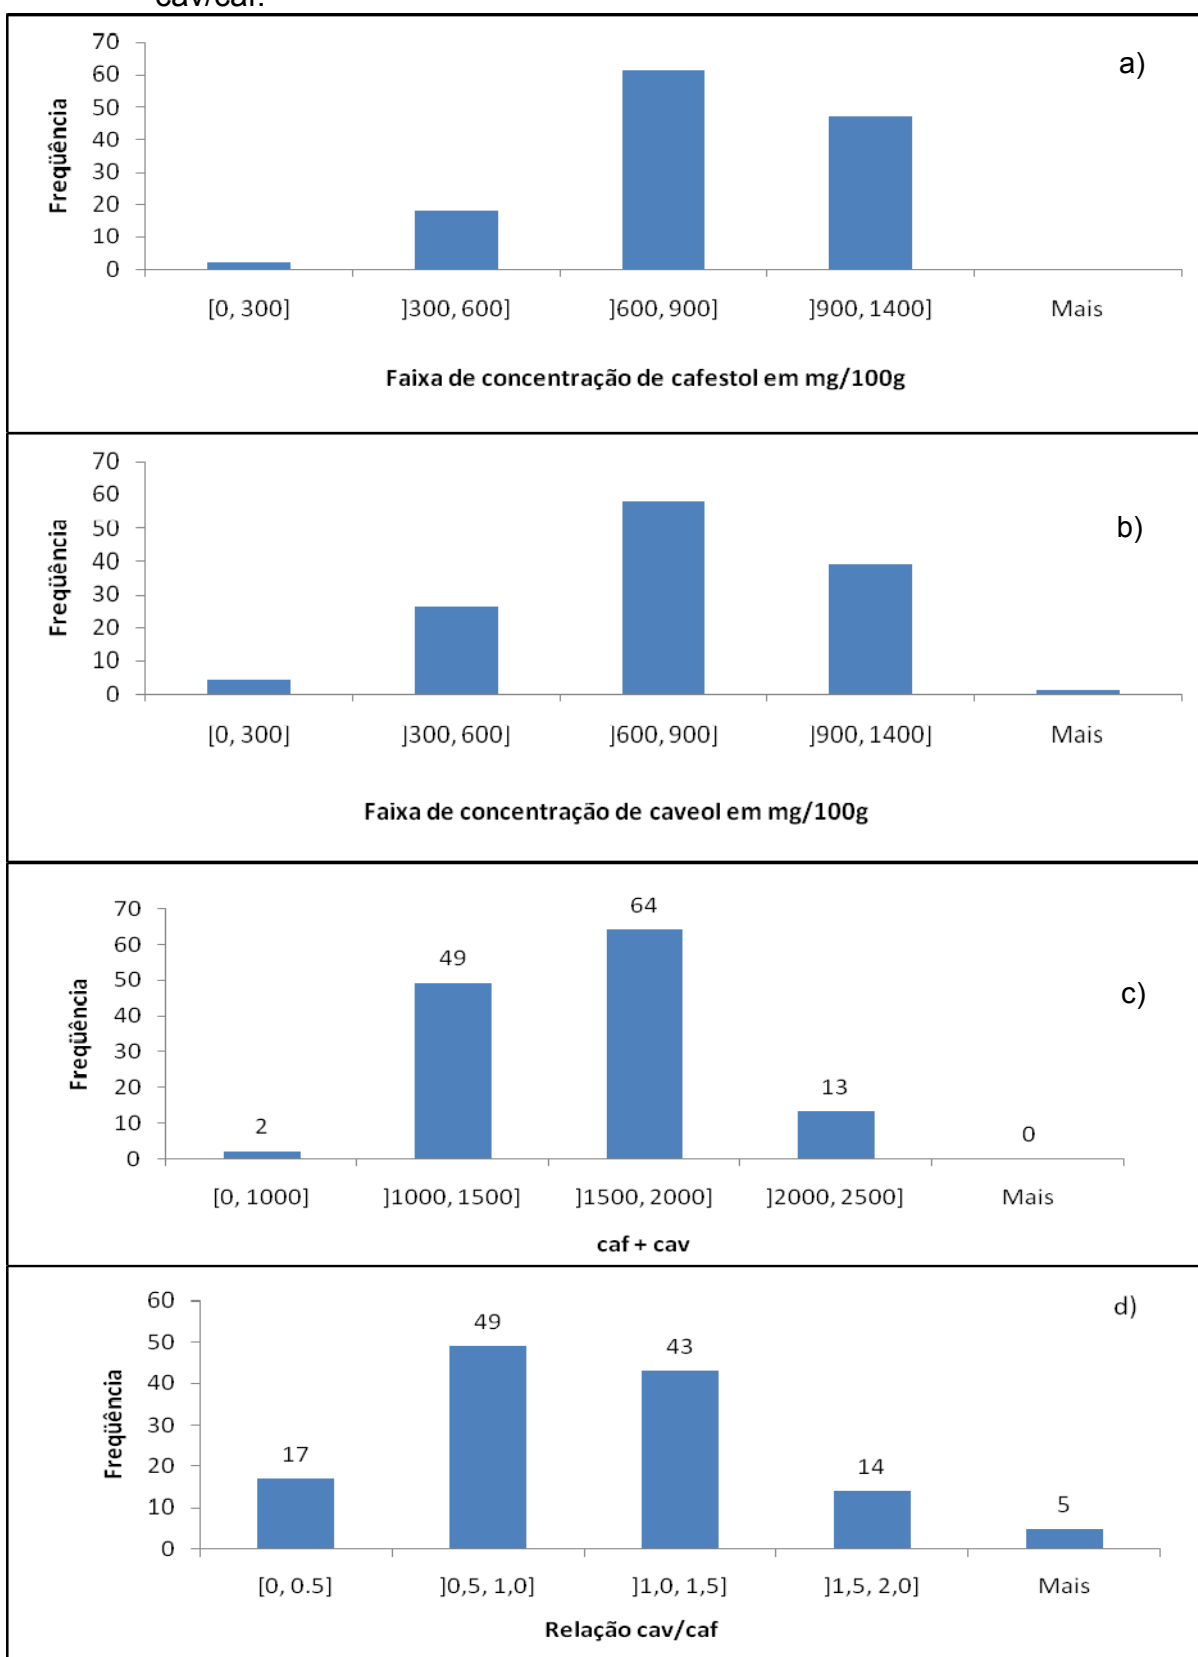 cav/caf.
a)
70
60
50
40
30
20
10
0
Freqüência
[0, 300] ]300, 600] ]600, 900] ]900, 1400] Mais
Faixa de concentração de cafestol em mg/100g
b)
70
60
50
40
30
20
10
0
Freqüência
[0, 300] ]300, 600] ]600, 900] ]900, 1400] Mais
Faixa de concentração de caveol em mg/100g
c)
70
60
50
40
30
20
10
0
Freqüência
2 49 64 13 0
[0, 1000] ]1000, 1500] ]1500, 2000] ]2000, 2500] Mais
caf + cav
d)
60
50
40
30
20
10
0
Freqüência
17 49 43 14 5
[0, 0.5] ]0,5, 1,0] ]1,0, 1,5] ]1,5, 2,0] Mais
Relação cav/caf